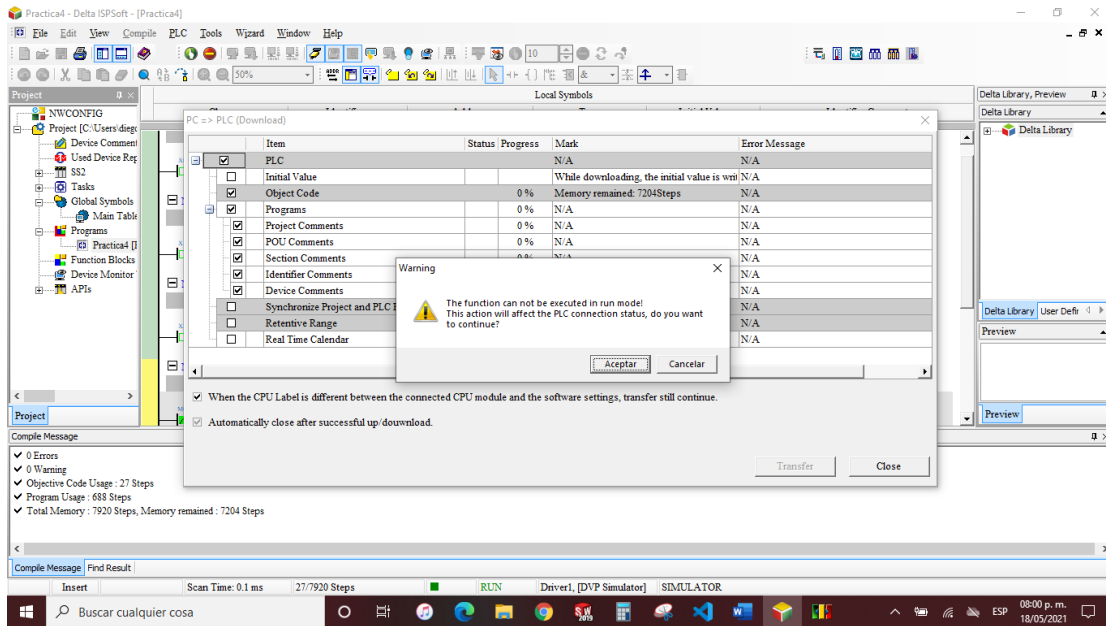 Practica4 - Delta ISPSoft - [Practica4]
File Edit View Compile PLC Tools Wizard Window Help
10
50%
&
Project
NWCONFIG
Project [C:\Users\diego
Device Comment
Used Device Rep
SS2
Tasks
Global Symbols
Main Table
Programs
Practica4 [P
Function Blocks
Device Monitor
APIs
Project
Local Symbols
PC => PLC (Download)
Item Status Progress Mark Error Message
PLC N/A N/A
Initial Value While downloading, the initial value is writ N/A
Object Code 0 % Memory remained: 7204Steps N/A
Programs 0 % N/A N/A
Project Comments 0 % N/A N/A
POU Comments 0 % N/A N/A
Section Comments 0 % N/A N/A
Identifier Comments N/A
Device Comments N/A
Synchronize Project and PLC N/A
Retentive Range N/A
Real Time Calendar N/A
Warning
The function can not be executed in run mode!
This action will affect the PLC connection status, do you want
to continue?
Aceptar Cancelar
When the CPU Label is different between the connected CPU module and the software settings, transfer still continue.
Automatically close after successful up/douwnload.
Transfer Close
Delta Library, Preview
Delta Library
Delta Library
Delta Library User Defir
Preview
Preview
Compile Message
0 Errors
0 Warning
Objective Code Usage : 27 Steps
Program Usage : 688 Steps
Total Memory : 7920 Steps, Memory remained : 7204 Steps
Compile Message Find Result
Insert Scan Time: 0.1 ms 27/7920 Steps RUN Driver1, [DVP Simulator] SIMULATOR
Buscar cualquier cosa
ESP
08:00 p. m.
18/05/2021